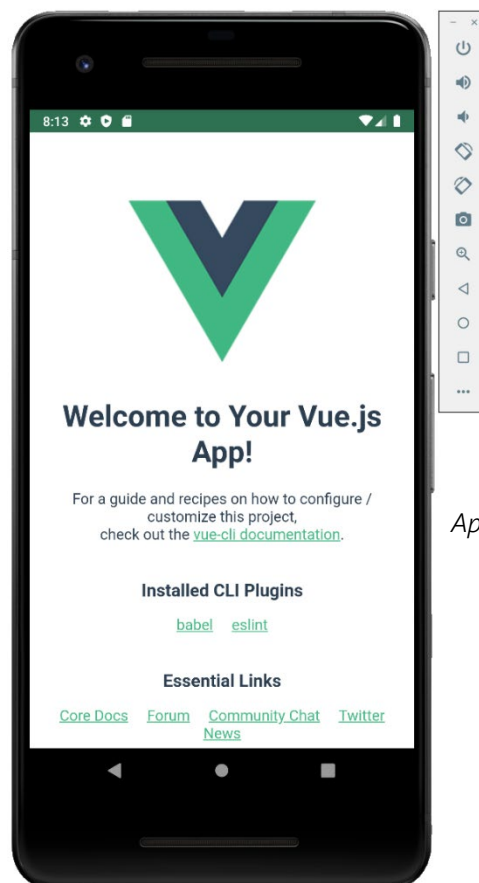 8:13
Welcome to Your Vue.js
App!
For a guide and recipes on how to configure /
customize this project,
check out the vue-cli documentation.
Ap
Installed CLI Plugins
babel eslint
Essential Links
Core Docs Forum Community Chat Twitter
News